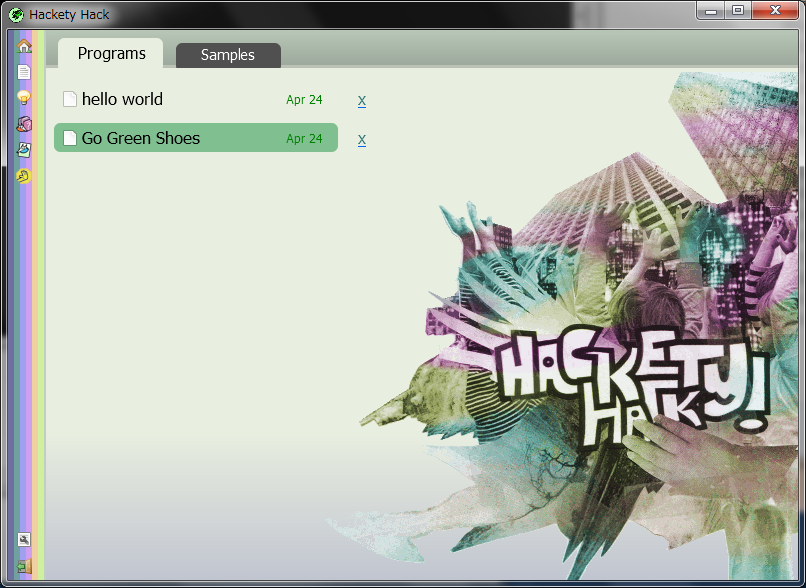 Hackety Hack
Programs
Samples
hello world Apr 24 x
Go Green Shoes Apr 24 x
HACKETY
HACK!